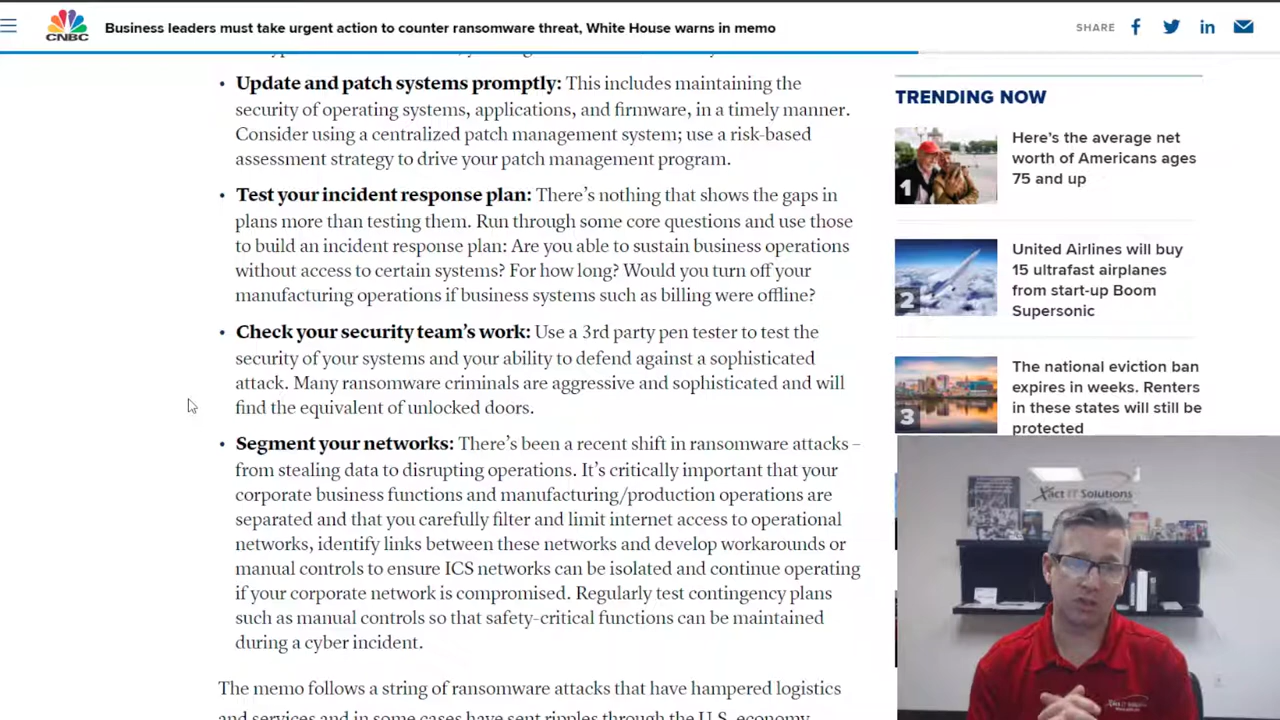 CNBC
Business leaders must take urgent action to counter ransomware threat, White House warns in memo
SHARE
Update and patch systems promptly: This includes maintaining the
security of operating systems, applications, and firmware, in a timely manner.
Consider using a centralized patch management system; use a risk-based
assessment strategy to drive your patch management program.
Test your incident response plan: There's nothing that shows the gaps in
plans more than testing them. Run through some core questions and use those
to build an incident response plan: Are you able to sustain business operations
without access to certain systems? For how long? Would you turn off your
manufacturing operations if business systems such as billing were offline?
Check your security team's work: Use a 3rd party pen tester to test the
security of your systems and your ability to defend against a sophisticated
attack. Many ransomware criminals are aggressive and sophisticated and will
find the equivalent of unlocked doors.
Segment your networks: There's been a recent shift in ransomware attacks –
from stealing data to disrupting operations. It's critically important that your
corporate business functions and manufacturing/production operations are
separated and that you carefully filter and limit internet access to operational
networks, identify links between these networks and develop workarounds or
manual controls to ensure ICS networks can be isolated and continue operating
if your corporate network is compromised. Regularly test contingency plans
such as manual controls so that safety-critical functions can be maintained
during a cyber incident.
The memo follows a string of ransomware attacks that have hampered logistics
and services and in some cases have sent ripples through the U.S. economy
TRENDING NOW
1
Here's the average net
worth of Americans ages
75 and up
2
United Airlines will buy
15 ultrafast airplanes
from start-up Boom
Supersonic
3
The national eviction ban
expires in weeks. Renters
in these states will still be
protected
Xact IT Solutions